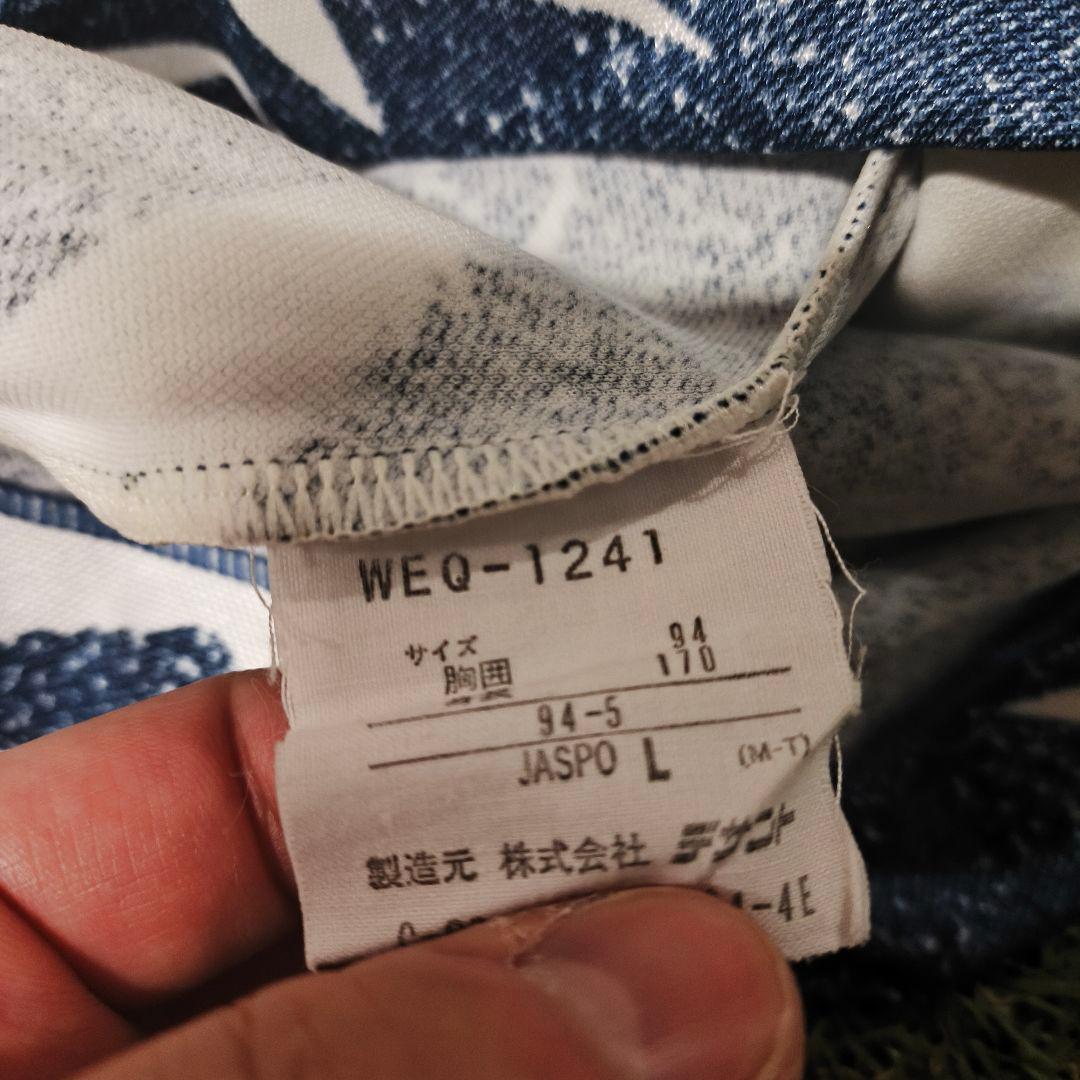 WEQ-1241
サイズ 94
胸囲 170
94-5
JASPO L (M-T)
製造元 株式会社 デサント
-4E